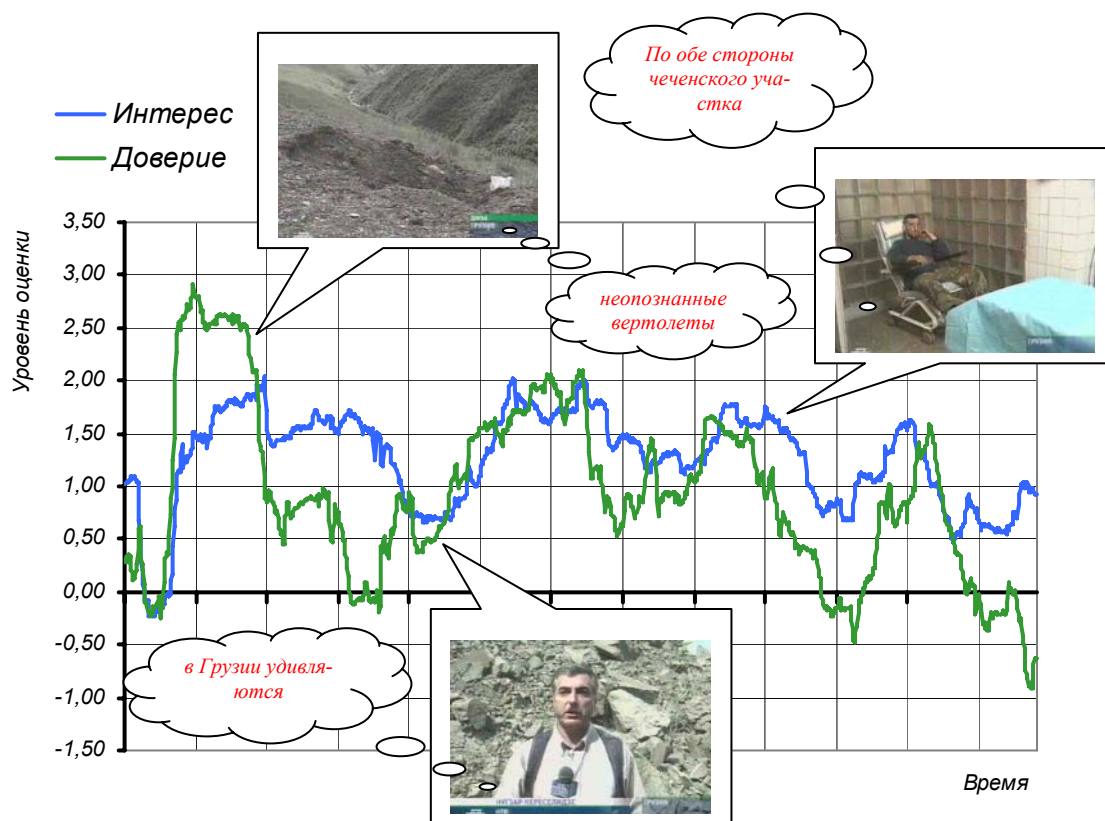 По обе стороны
чеченского уча-
стка
Интерес
Доверие
неопознанные
вертолеты
Уровень оценки
3,50
3,00
2,50
2,00
1,50
1,00
0,50
0,00
-0,50
-1,00
-1,50
в Грузии удивля-
ются
НУГЗАР КЕРЕСЕЛИДЗЕ
Время